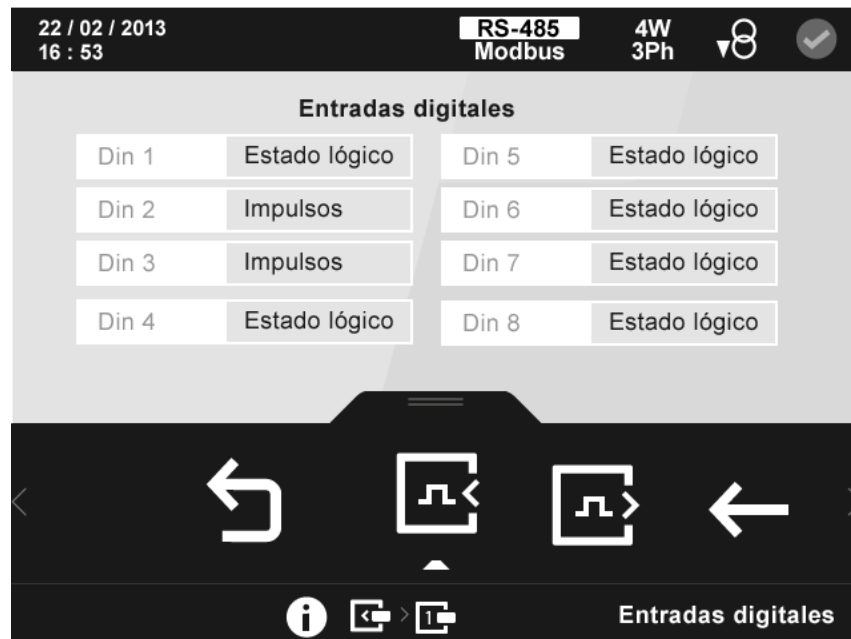 22 / 02 / 2013
16 : 53
RS-485
Modbus
4W
3Ph
Entradas digitales
Din 1 Estado lógico
Din 5 Estado lógico
Din 2 Impulsos
Din 6 Estado lógico
Din 3 Impulsos
Din 7 Estado lógico
Din 4 Estado lógico
Din 8 Estado lógico
i
1
Entradas digitales